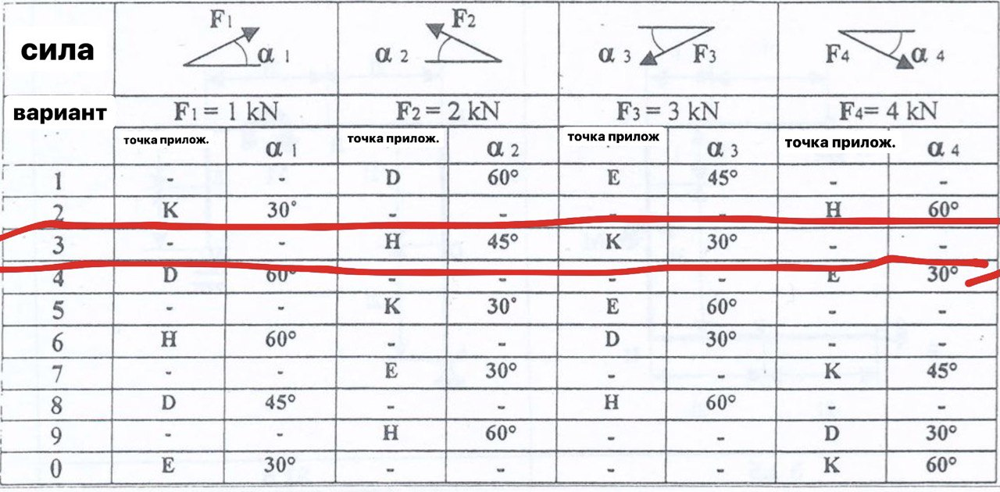 сила F1 α 1 α 2 F2 α 3 F3 F4 α 4
вариант F1 = 1 kN F2 = 2 kN F3 = 3 kN F4= 4 kN
точка прилож. α 1 точка прилож. α 2 точка прилож α 3 точка прилож. α 4
1 - - D 60° E 45° - -
2 K 30° - - - - H 60°
3 - - H 45° K 30° - -
4 D 60° - - - - E 30°
5 - - K 30° E 60° - -
6 H 60° - - D 30° - -
7 - - E 30° - - K 45°
8 D 45° - - H 60° - -
9 - - H 60° - - D 30°
0 E 30° - - - - K 60°